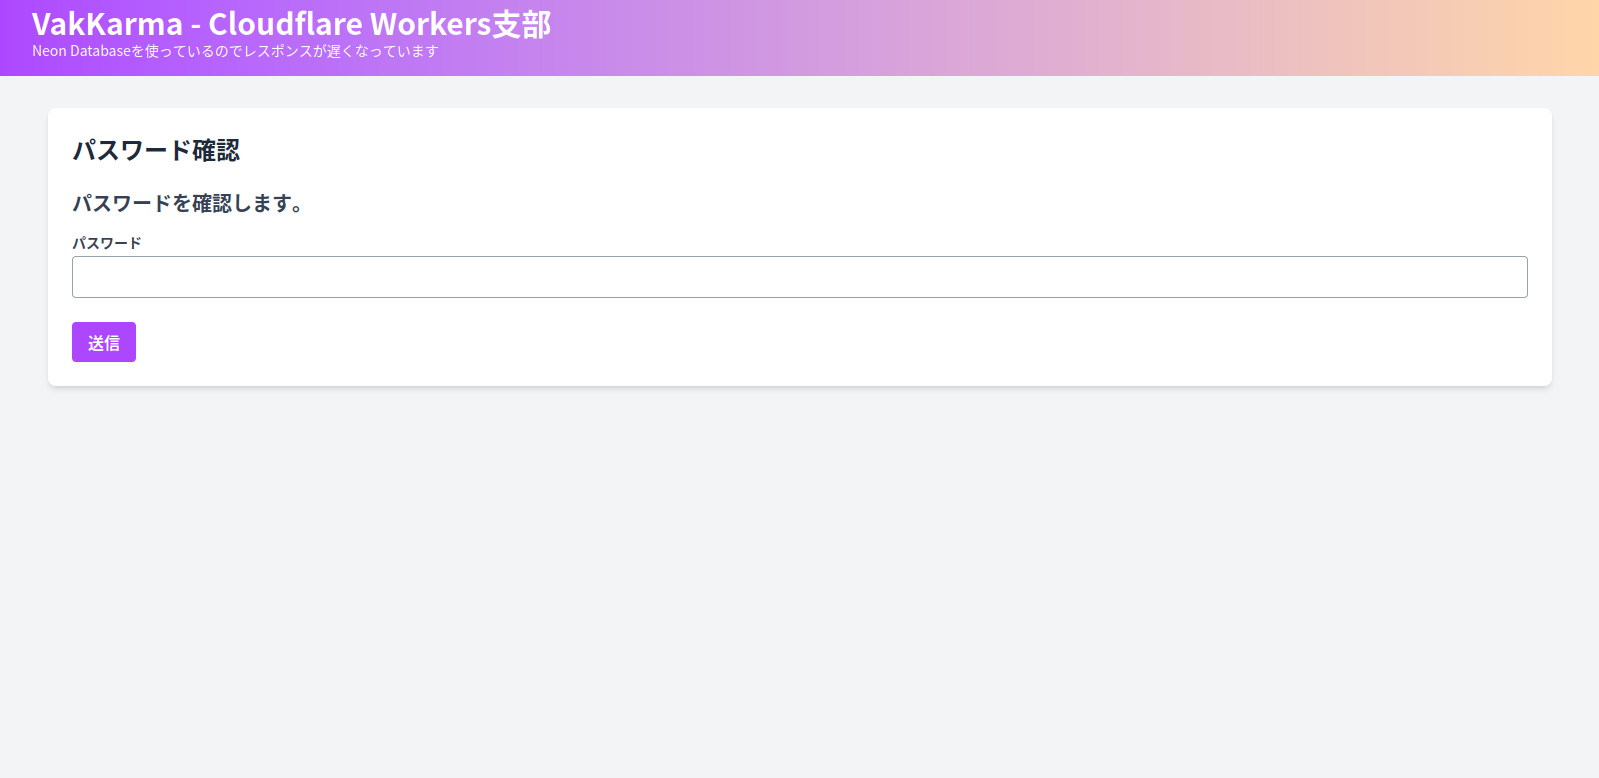 VakKarma - Cloudflare Workers支部
Neon Databaseを使っているのでレスポンスが遅くなっています
パスワード確認
パスワードを確認します。
パスワード
送信